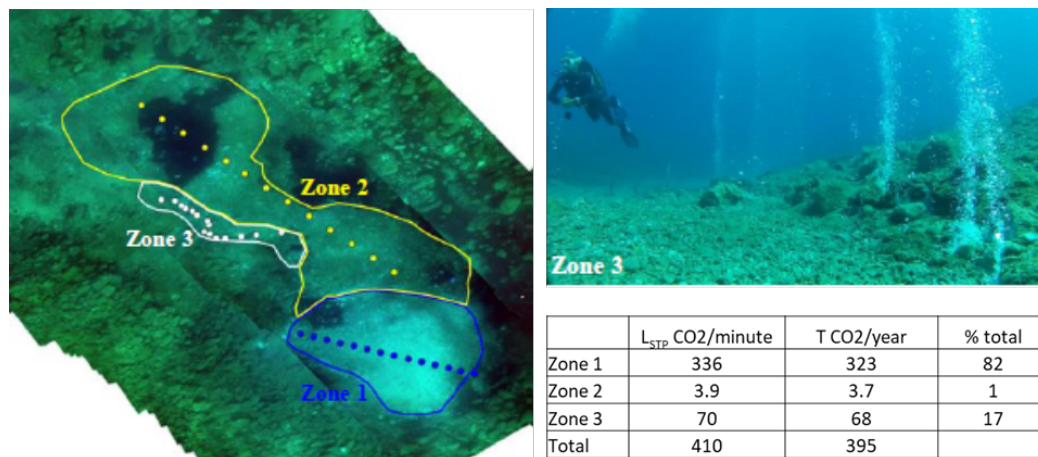 Zone 2
Zone 3
Zone 1
Zone 3
L_STP CO2/minute T CO2/year % total
Zone 1 336 323 82
Zone 2 3.9 3.7 1
Zone 3 70 68 17
Total 410 395